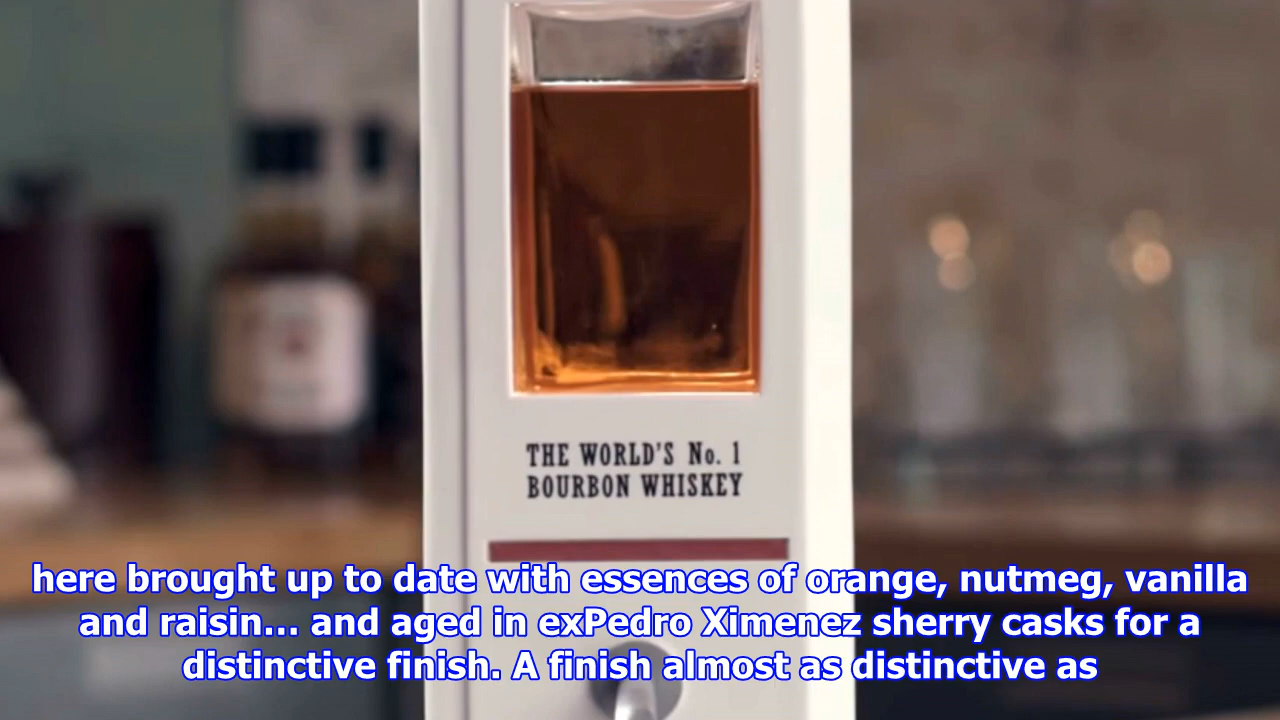 THE WORLD'S No. 1
BOURBON WHISKEY
here brought up to date with essences of orange, nutmeg, vanilla
and raisin... and aged in exPedro Ximenez sherry casks for a
distinctive finish. A finish almost as distinctive as